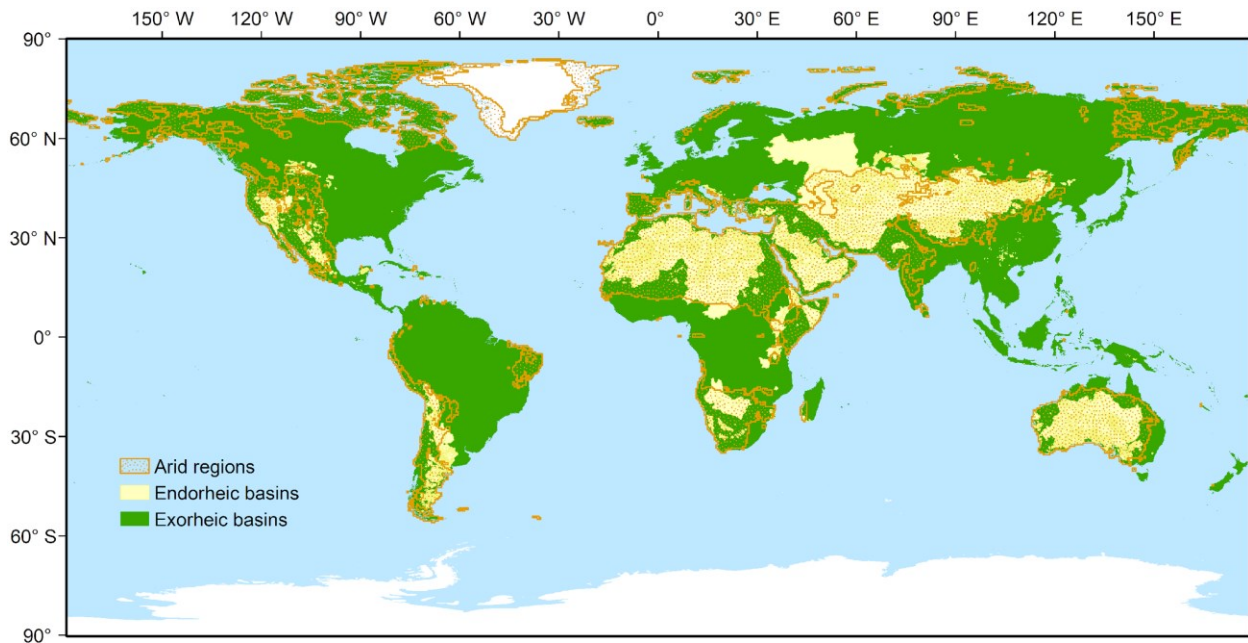 150° W 120° W 90° W 60° W 30° W 0° 30° E 60° E 90° E 120° E 150° E
90°
60° N
30° N
0°
30° S
60° S
90°
Arid regions
Endorheic basins
Exorheic basins